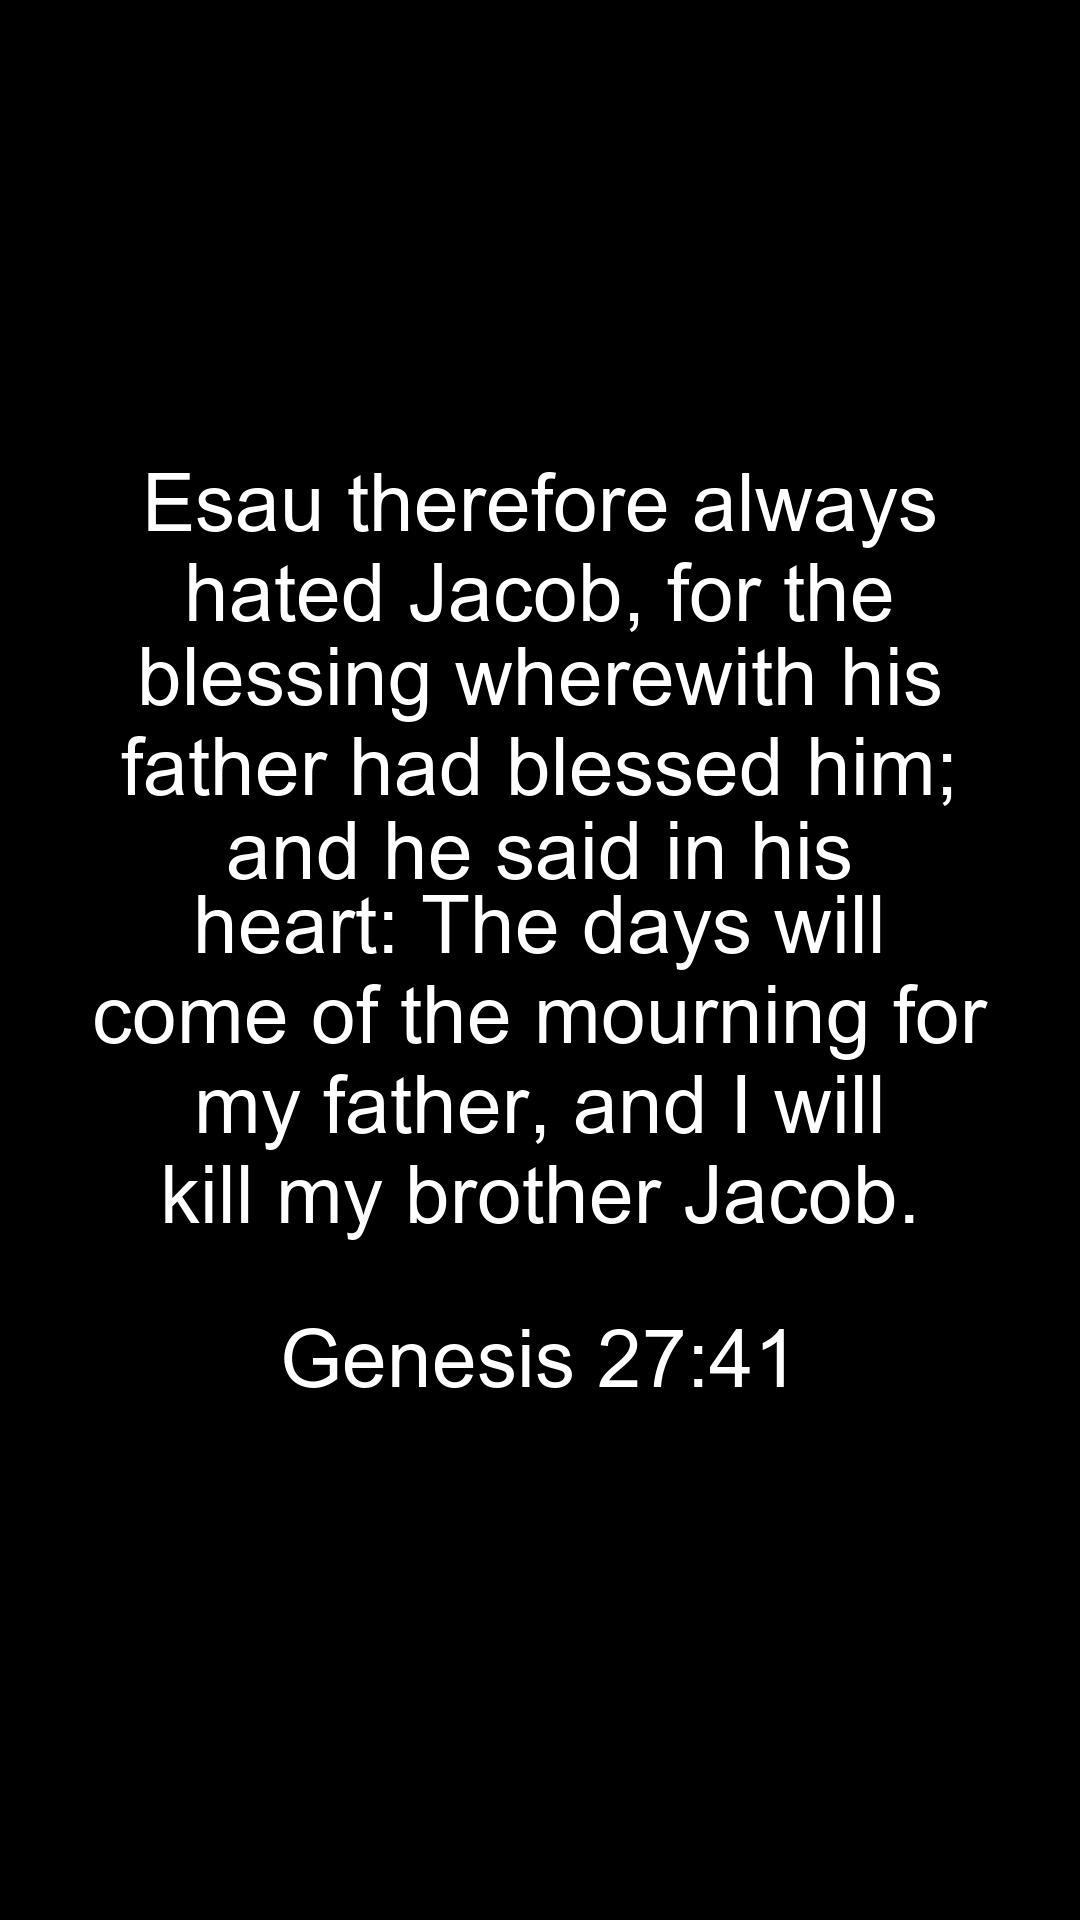 Esau therefore always
hated Jacob, for the
blessing wherewith his
father had blessed him;
and he said in his
heart: The days will
come of the mourning for
my father, and I will
kill my brother Jacob.
Genesis 27:41